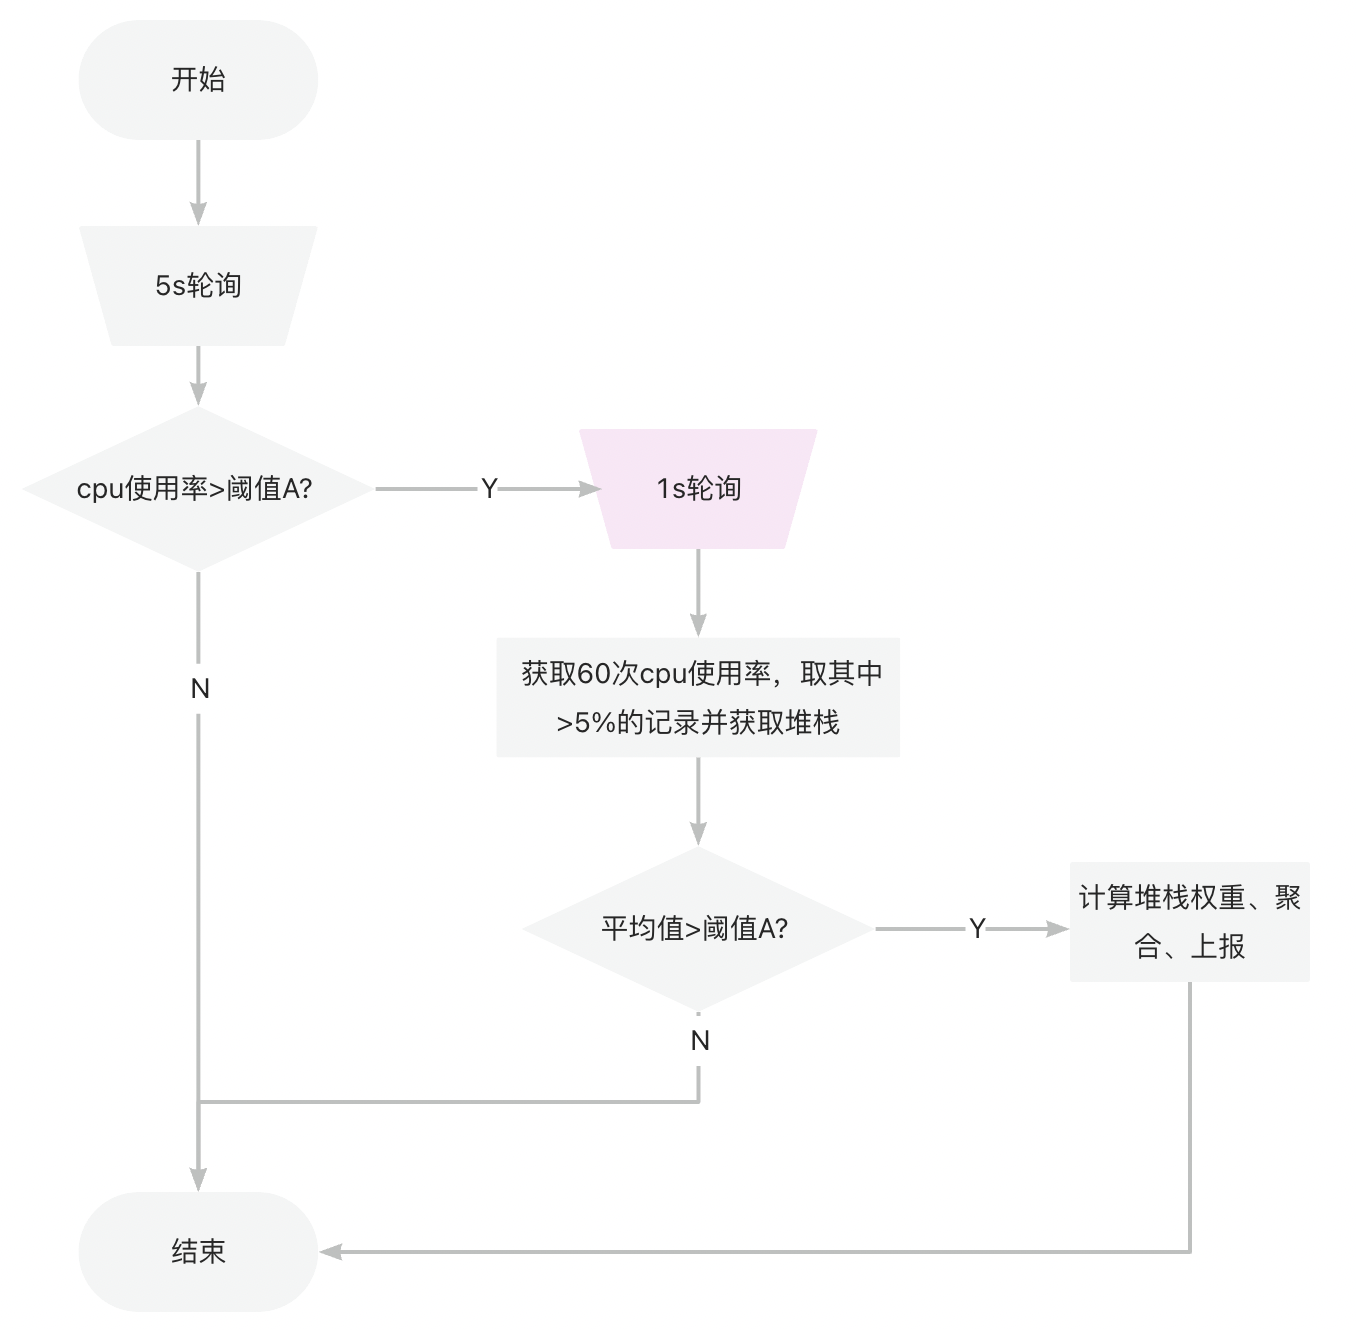 开始
5s轮询
cpu使用率>阈值A?
Y
1s轮询
N
获取60次cpu使用率，取其中
>5%的记录并获取堆栈
平均值>阈值A?
Y
计算堆栈权重、聚
合、上报
N
结束